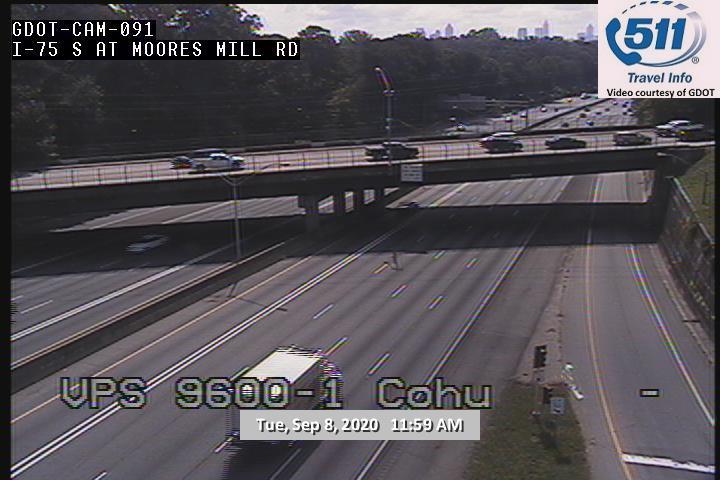 GDOT-CAM-091
I-75 S AT MOORES MILL RD
511
®
Travel Info
Video courtesy of GDOT
VPS 9600-1 Cohu -
Tue, Sep 8, 2020 11:59 AM